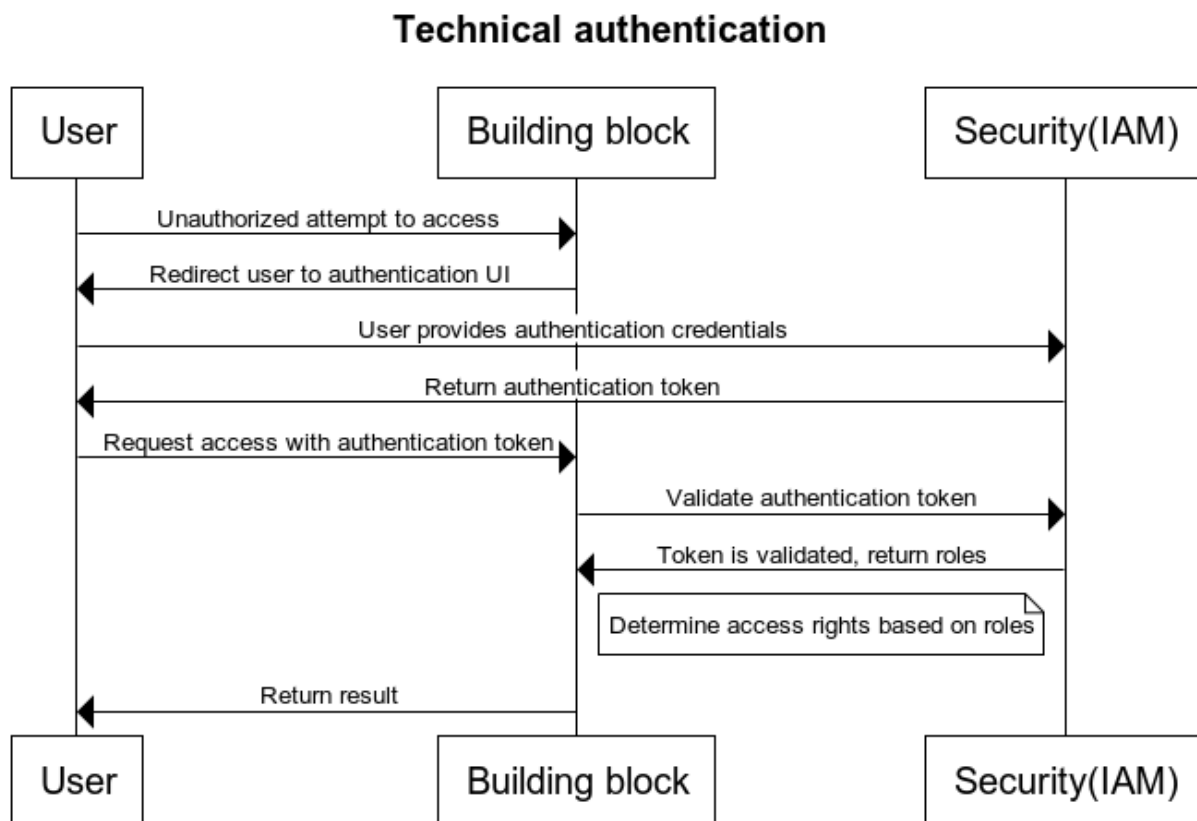 Technical authentication
User
Building block
Security(IAM)
Unauthorized attempt to access
Redirect user to authentication UI
User provides authentication credentials
Return authentication token
Request access with authentication token
Validate authentication token
Token is validated, return roles
Determine access rights based on roles
Return result
User
Building block
Security(IAM)